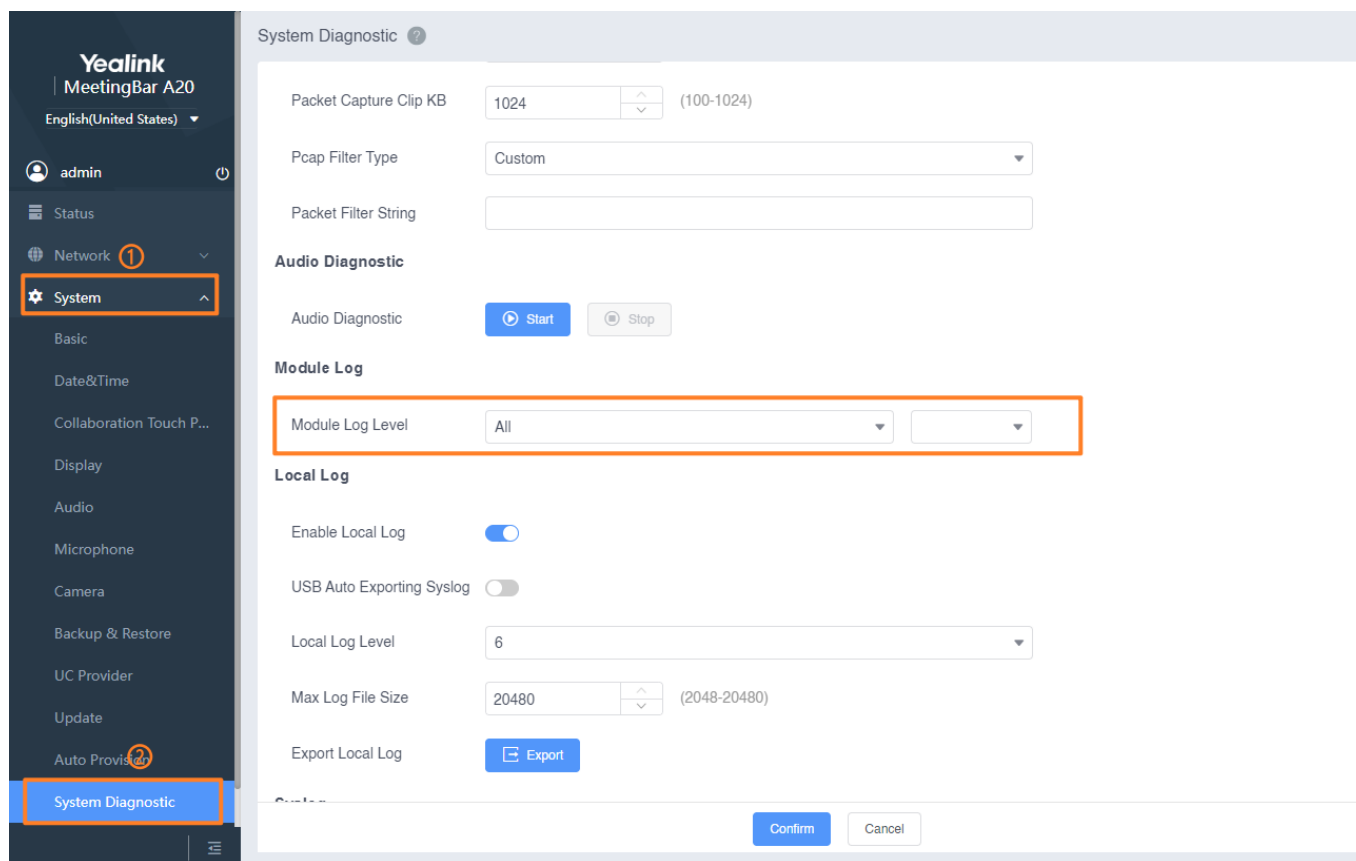 Yealink
MeetingBar A20
English(United States)
admin
Status
Network ①
System
Basic
Date&Time
Collaboration Touch P...
Display
Audio
Microphone
Camera
Backup & Restore
UC Provider
Update
Auto Provision ②
System Diagnostic
System Diagnostic ?
Packet Capture Clip KB 1024 (100-1024)
Pcap Filter Type Custom
Packet Filter String
Audio Diagnostic
Audio Diagnostic Start Stop
Module Log
Module Log Level All
Local Log
Enable Local Log
USB Auto Exporting Syslog
Local Log Level 6
Max Log File Size 20480 (2048-20480)
Export Local Log Export
Confirm Cancel